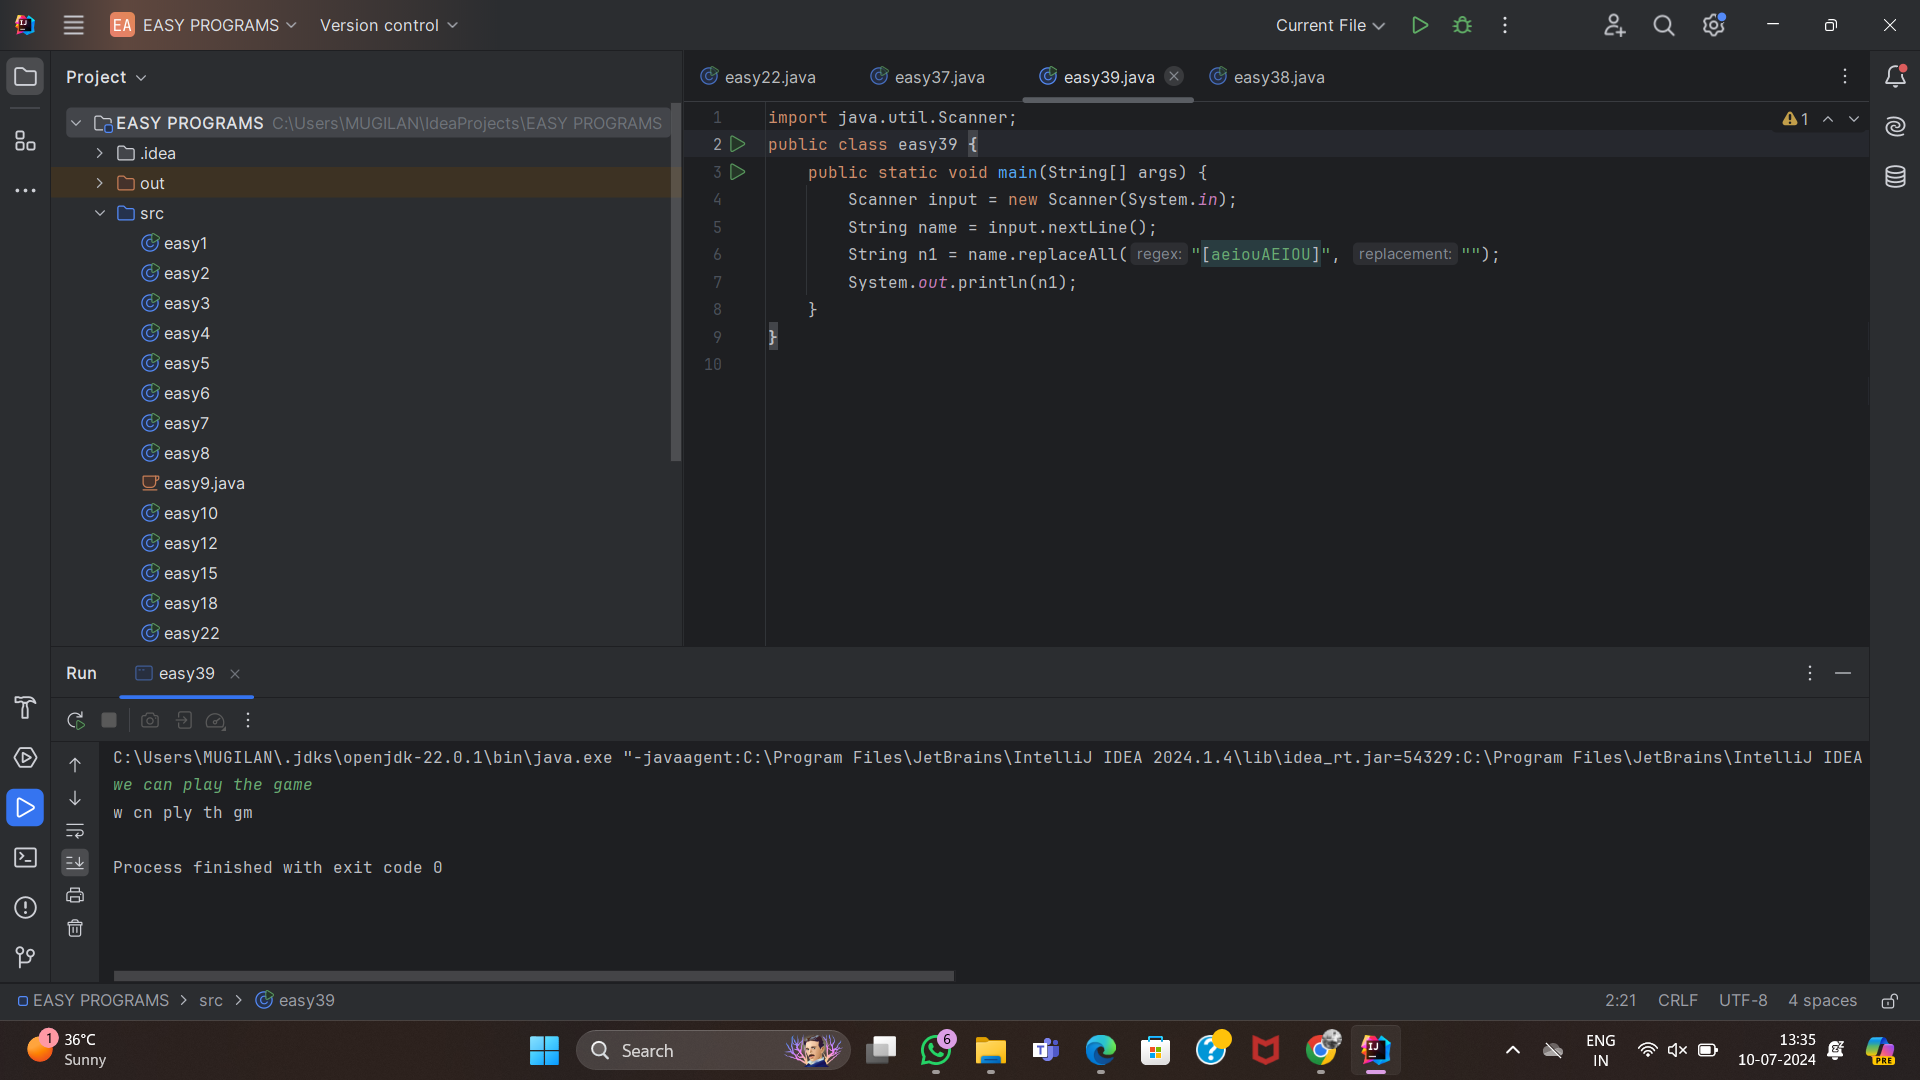 EA EASY PROGRAMS Version control Current File
Project
EASY PROGRAMS C:\Users\MUGILAN\IdeaProjects\EASY PROGRAMS
.idea
out
src
easy1
easy2
easy3
easy4
easy5
easy6
easy7
easy8
easy9.java
easy10
easy12
easy15
easy18
easy22
easy22.java easy37.java easy39.java easy38.java
1 import java.util.Scanner;
2 public class easy39 {
3 public static void main(String[] args) {
4 Scanner input = new Scanner(System.in);
5 String name = input.nextLine();
6 String n1 = name.replaceAll( regex: "[aeiouAEIOU]", replacement: "");
7 System.out.println(n1);
8 }
9 }
10
1
Run easy39
C:\Users\MUGILAN\.jdks\openjdk-22.0.1\bin\java.exe "-javaagent:C:\Program Files\JetBrains\IntelliJ IDEA 2024.1.4\lib\idea_rt.jar=54329:C:\Program Files\JetBrains\IntelliJ IDEA
we can play the game
w cn ply th gm
Process finished with exit code 0
EASY PROGRAMS > src > easy39 2:21 CRLF UTF-8 4 spaces
1 36°C
Sunny
Search
6
ENG
IN
13:35
10-07-2024
PRE